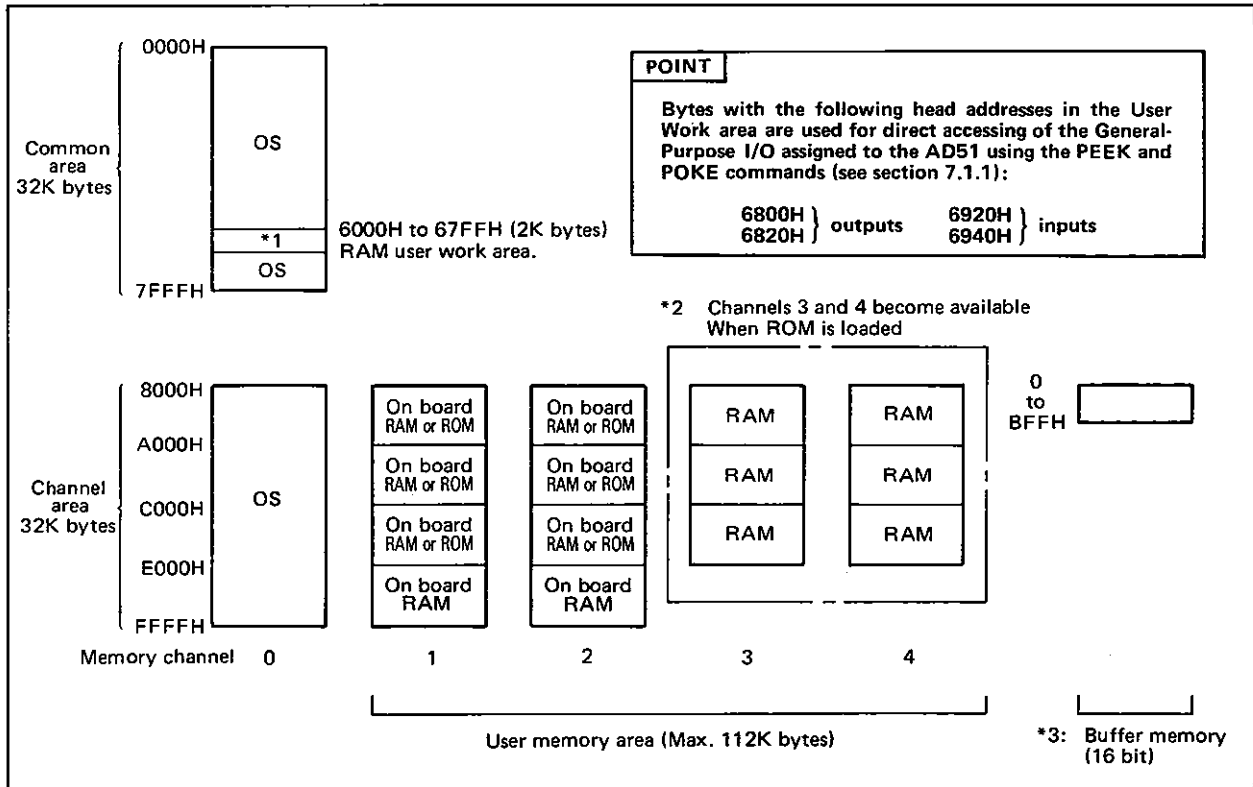 0000H
Common
area
32K bytes
OS
*1
OS
7FFFH
6000H to 67FFH (2K bytes)
RAM user work area.
POINT
Bytes with the following head addresses in the User
Work area are used for direct accessing of the General-
Purpose I/O assigned to the AD51 using the PEEK and
POKE commands (see section 7.1.1):
6800H
6820H
} outputs
6920H
6940H
} inputs
*2 Channels 3 and 4 become available
When ROM is loaded
8000H
A000H
Channel
area
32K bytes
C000H
E000H
FFFFH
OS
On board
RAM or ROM
On board
RAM or ROM
On board
RAM or ROM
On board
RAM
On board
RAM or ROM
On board
RAM or ROM
On board
RAM or ROM
On board
RAM
RAM
RAM
RAM
RAM
RAM
RAM
0
to
BFFH
Memory channel 0 1 2 3 4
User memory area (Max. 112K bytes)
*3: Buffer memory
(16 bit)